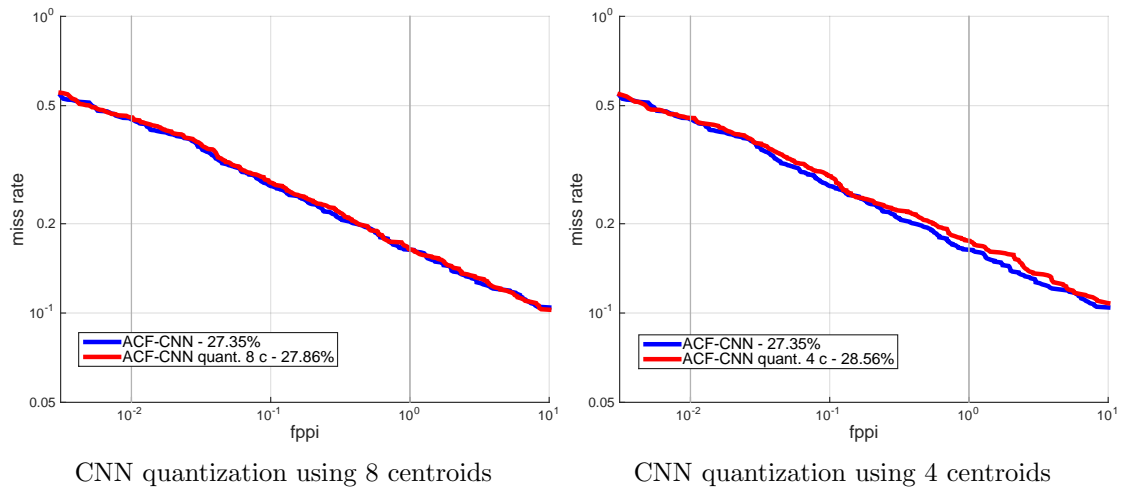 10^0
0.5
0.2
10^-1
0.05
miss rate
10^-2
10^-1
10^0
10^1
fppi
ACF-CNN - 27.35%
ACF-CNN quant. 8 c - 27.86%
CNN quantization using 8 centroids
10^0
0.5
0.2
10^-1
0.05
miss rate
10^-2
10^-1
10^0
10^1
fppi
ACF-CNN - 27.35%
ACF-CNN quant. 4 c - 28.56%
CNN quantization using 4 centroids